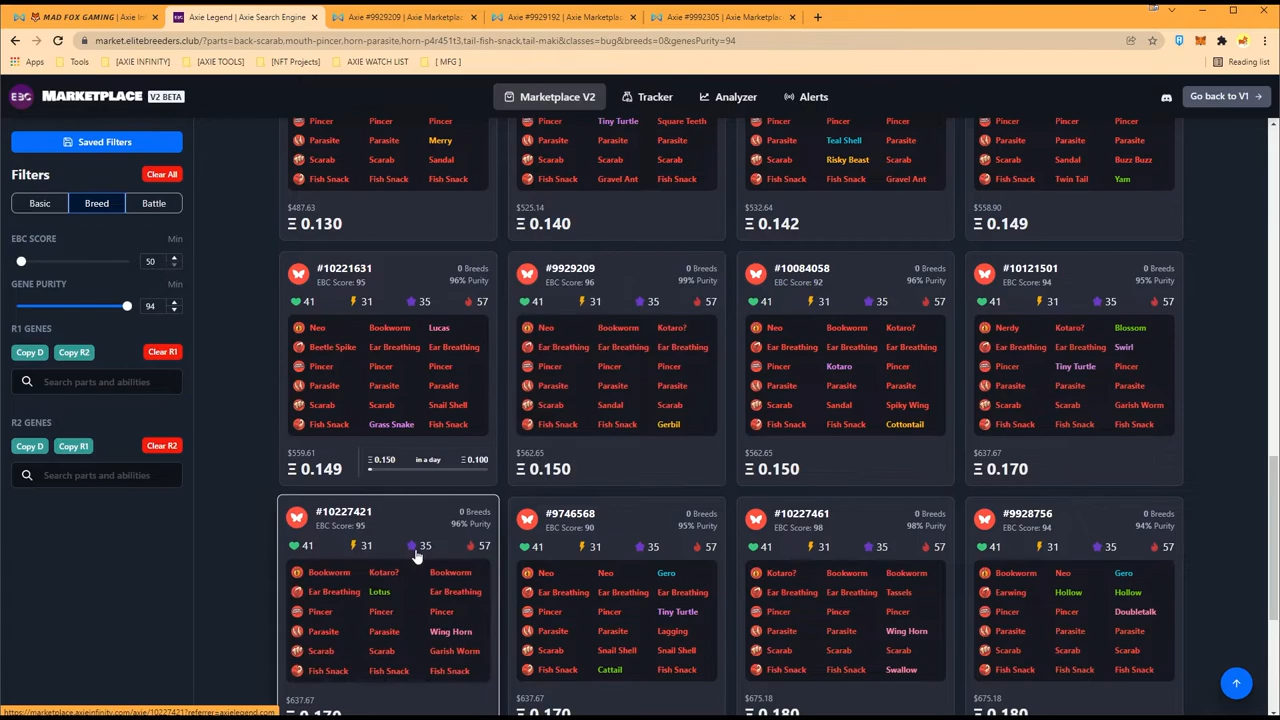 MAD FOX GAMING | Axie Inf
Axie Legend | Axie Search Engine
Axie #9929209 | Axie Marketplac
Axie #9929192 | Axie Marketplac
Axie #9992305 | Axie Marketplac
market.elitebreeders.club/?parts=back-scarab,mouth-pincer,horn-parasite,horn-p4r451t3,tail-fish-snack,tail-maki&classes=bug&breeds=0&genesPurity=94
Apps Tools [AXIE INFINITY] [AXIE TOOLS] [NFT Projects] AXIE WATCH LIST [ MFG ] Reading list
EBC MARKETPLACE V2 BETA Marketplace V2 Tracker Analyzer Alerts Go back to V1 →
Saved Filters
Filters Clear All
Basic Breed Battle
EBC SCORE Min
50
GENE PURITY Min
94
R1 GENES
Copy D Copy R2 Clear R1
Search parts and abilities
R2 GENES
Copy D Copy R1 Clear R2
Search parts and abilities
Pincer Pincer Pincer
Parasite Parasite Merry
Scarab Scarab Sandal
Fish Snack Fish Snack Fish Snack
$487.63
Ξ 0.130
Pincer Tiny Turtle Square Teeth
Parasite Parasite Parasite
Scarab Scarab Scarab
Fish Snack Gravel Ant Fish Snack
$525.14
Ξ 0.140
Pincer Pincer Pincer
Parasite Teal Shell Parasite
Scarab Risky Beast Scarab
Fish Snack Fish Snack Gravel Ant
$532.64
Ξ 0.142
Pincer Pincer Pincer
Parasite Parasite Parasite
Scarab Sandal Buzz Buzz
Fish Snack Twin Tail Yam
$558.90
Ξ 0.149
#10221631 0 Breeds
EBC Score: 95 96% Purity
41 31 35 57
Neo Bookworm Lucas
Beetle Spike Ear Breathing Ear Breathing
Pincer Pincer Pincer
Parasite Parasite Parasite
Scarab Scarab Snail Shell
Fish Snack Grass Snake Fish Snack
$559.61
Ξ 0.149 Ξ 0.150 in a day Ξ 0.100
#9929209 0 Breeds
EBC Score: 96 99% Purity
41 31 35 57
Neo Bookworm Kotaro?
Ear Breathing Ear Breathing Ear Breathing
Pincer Pincer Pincer
Parasite Parasite Parasite
Scarab Sandal Scarab
Fish Snack Fish Snack Gerbil
$562.65
Ξ 0.150
#10084058 0 Breeds
EBC Score: 92 96% Purity
41 31 35 57
Neo Bookworm Kotaro?
Ear Breathing Ear Breathing Ear Breathing
Pincer Kotaro Pincer
Parasite Parasite Parasite
Scarab Sandal Spiky Wing
Fish Snack Fish Snack Cottontail
$562.65
Ξ 0.150
#10121501 0 Breeds
EBC Score: 94 95% Purity
41 31 35 57
Nerdy Kotaro? Blossom
Ear Breathing Ear Breathing Swirl
Pincer Tiny Turtle Pincer
Parasite Parasite Parasite
Scarab Scarab Garish Worm
Fish Snack Fish Snack Fish Snack
$637.67
Ξ 0.170
#10227421 0 Breeds
EBC Score: 95 96% Purity
41 31 35 57
Bookworm Kotaro? Bookworm
Ear Breathing Lotus Ear Breathing
Pincer Pincer Pincer
Parasite Parasite Wing Horn
Scarab Scarab Garish Worm
Fish Snack Fish Snack Fish Snack
$637.67
Ξ 0.170
#9746568 0 Breeds
EBC Score: 90 95% Purity
41 31 35 57
Neo Neo Gero
Ear Breathing Ear Breathing Ear Breathing
Pincer Pincer Tiny Turtle
Parasite Parasite Lagging
Scarab Snail Shell Snail Shell
Fish Snack Cattail Fish Snack
$637.67
Ξ 0.170
#10227461 0 Breeds
EBC Score: 98 98% Purity
41 31 35 57
Kotaro? Kotaro? Bookworm
Ear Breathing Ear Breathing Tassels
Pincer Pincer Pincer
Parasite Parasite Wing Horn
Scarab Scarab Scarab
Fish Snack Fish Snack Swallow
$675.18
Ξ 0.180
#9928756 0 Breeds
EBC Score: 94 94% Purity
41 31 35 57
Bookworm Neo Gero
Earwing Hollow Hollow
Pincer Pincer Doubletalk
Parasite Parasite Parasite
Scarab Scarab Scarab
Fish Snack Fish Snack Fish Snack
$675.18
Ξ 0.180
https://marketplace.axieinfinity.com/axie/10227421?referrer=axielegend.com